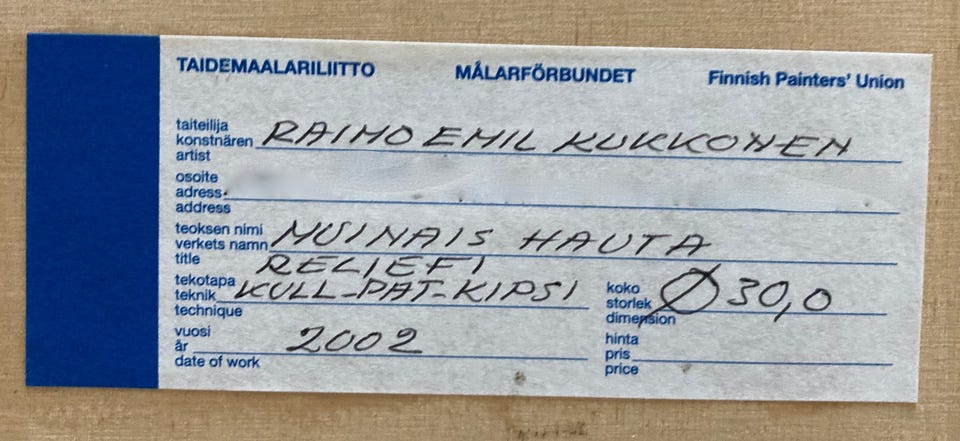 TAIDEMAALARILIITTO MÅLARFÖRBUNDET Finnish Painters' Union
taiteilija
konstnären RAIMO EMIL KUKKONEN
artist
osoite
adress
address
teoksen nimi
verkets namn MUINAIS HAUTA
title
RELIEFI
tekotapa
teknik KULL-PAT-KIPSI
technique
koko
storlek Ø 30,0
dimension
vuosi
år 2002
date of work
hinta
pris
price